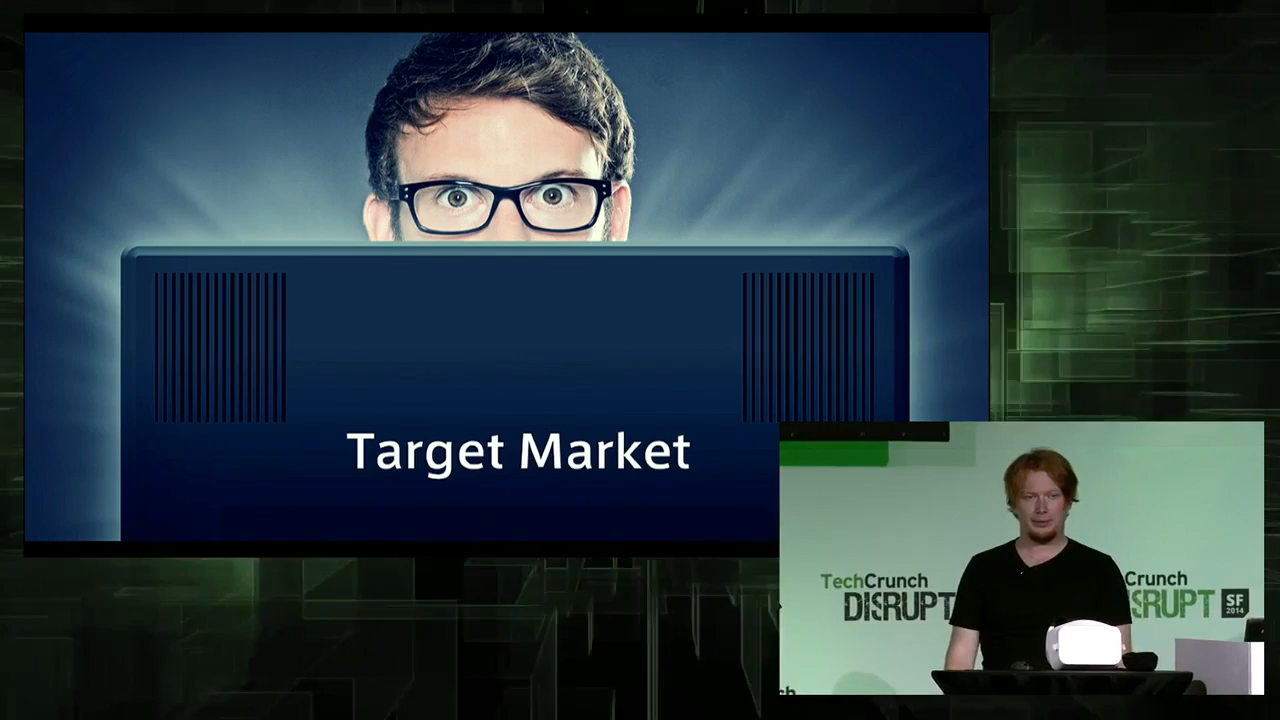 Target Market
TechCrunch
DISRUPT
Crunch
SRUPT
SF
2014